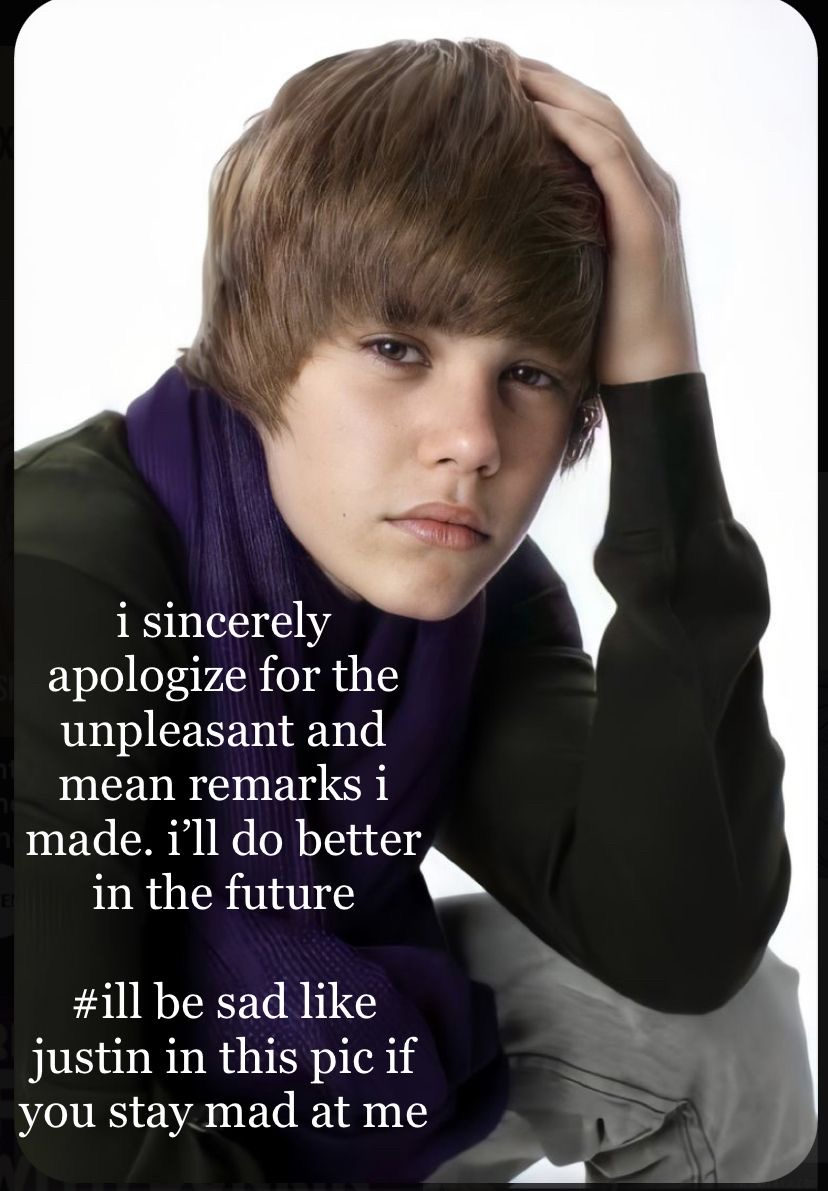 i sincerely
apologize for the
unpleasant and
mean remarks i
made. i’ll do better
in the future
#ill be sad like
justin in this pic if
you stay mad at me